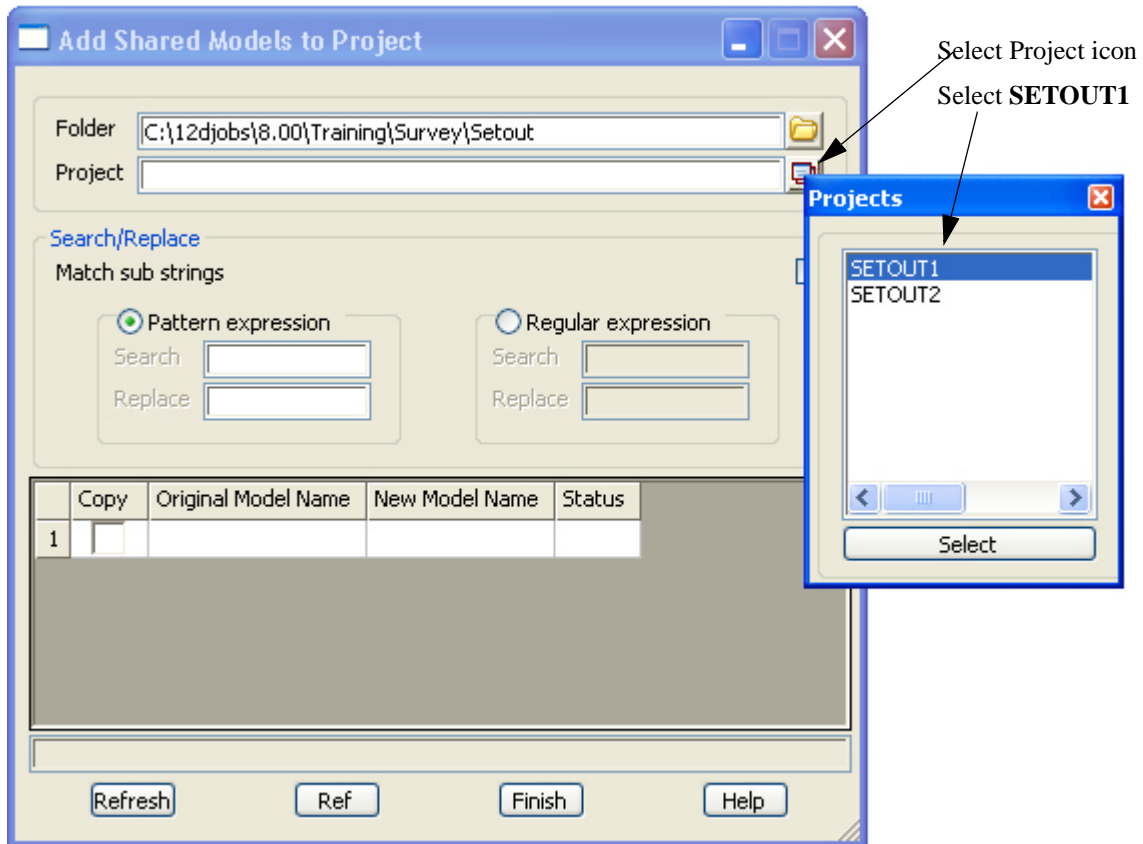 Add Shared Models to Project
Select Project icon
Select SETOUT1
Folder C:\12djobs\8.00\Training\Survey\Setout
Project
Projects
SETOUT1
SETOUT2
Select
Search/Replace
Match sub strings
Pattern expression
Search
Replace
Regular expression
Search
Replace
Copy Original Model Name New Model Name Status
1
Refresh Ref Finish Help